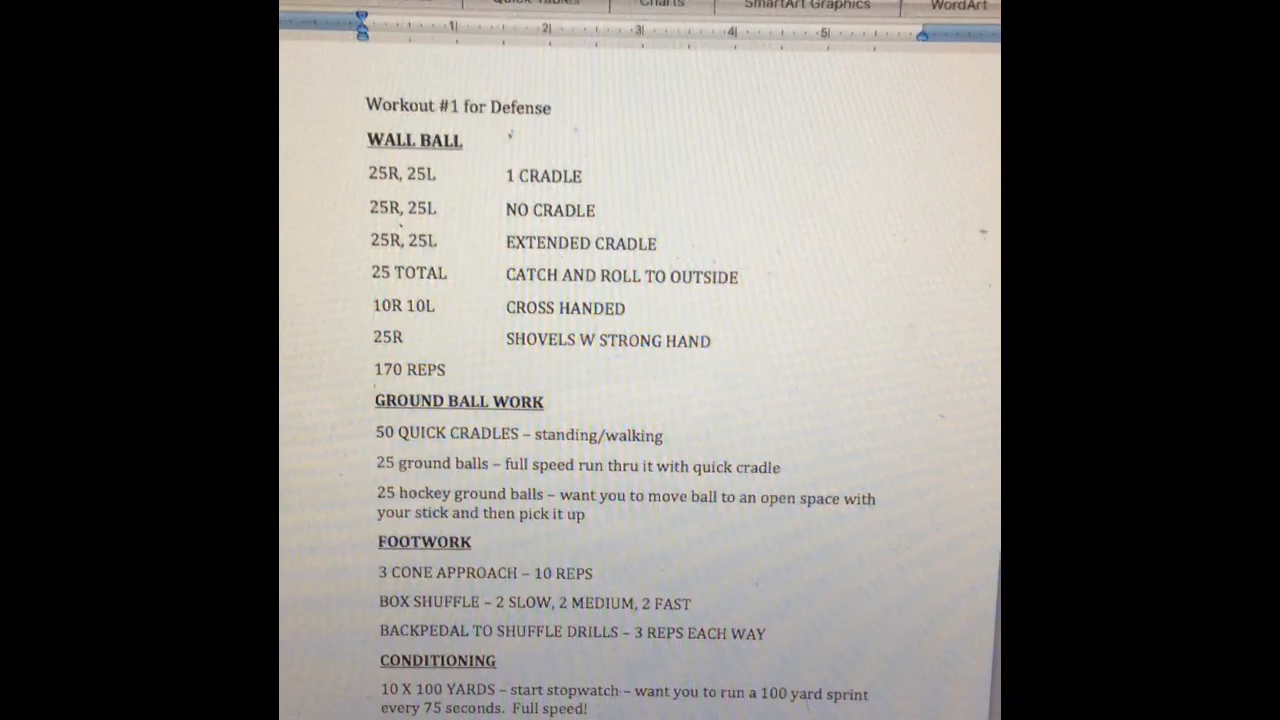 Quick Tables Charts SmartArt Graphics WordArt
1 2 3 4 5
Workout #1 for Defense
WALL BALL
25R, 25L 1 CRADLE
25R, 25L NO CRADLE
25R, 25L EXTENDED CRADLE
25 TOTAL CATCH AND ROLL TO OUTSIDE
10R 10L CROSS HANDED
25R SHOVELS W STRONG HAND
170 REPS
GROUND BALL WORK
50 QUICK CRADLES – standing/walking
25 ground balls – full speed run thru it with quick cradle
25 hockey ground balls – want you to move ball to an open space with
your stick and then pick it up
FOOTWORK
3 CONE APPROACH – 10 REPS
BOX SHUFFLE – 2 SLOW, 2 MEDIUM, 2 FAST
BACKPEDAL TO SHUFFLE DRILLS – 3 REPS EACH WAY
CONDITIONING
10 X 100 YARDS – start stopwatch – want you to run a 100 yard sprint
every 75 seconds. Full speed!